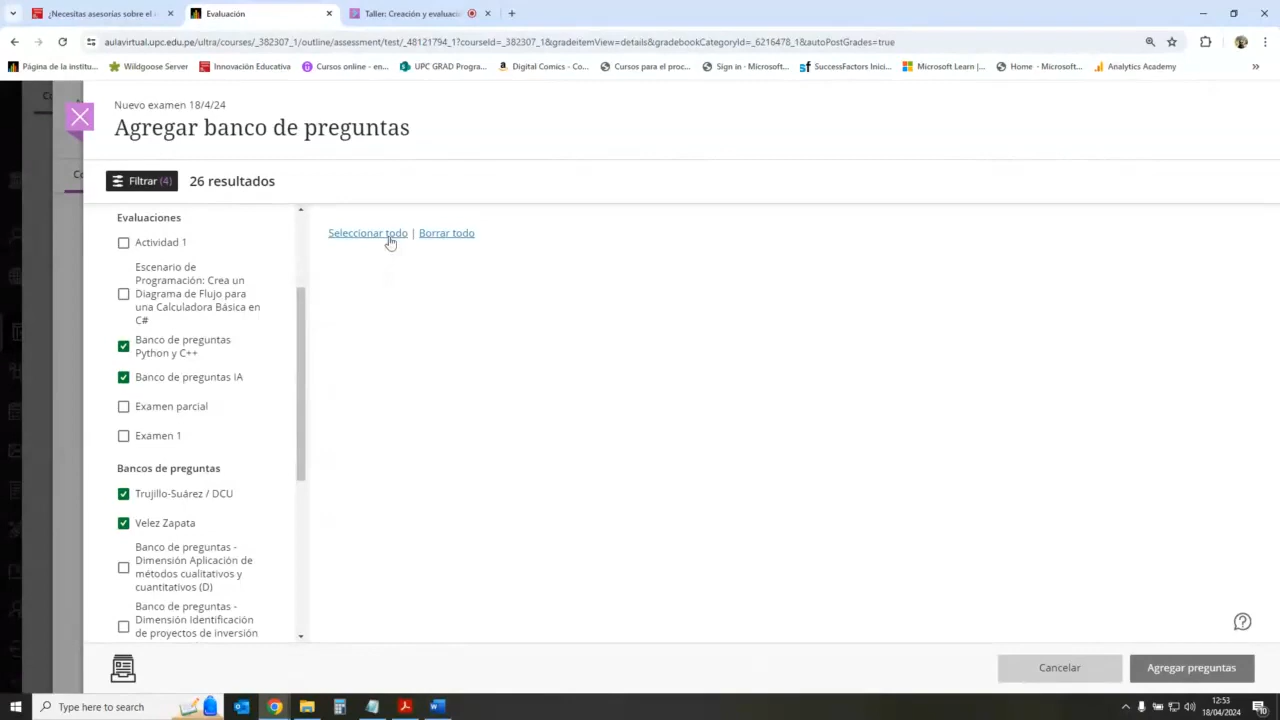 ¿Necesitas asesorías sobre el
Evaluación
Taller: Creación y evaluaci
aulavirtual.upc.edu.pe/ultra/courses/_382307_1/outline/assessment/test/_48121794_1?courseId=_382307_1&gradeitemView=details&gradebookCategoryId=_6216478_1&autoPostGrades=true
Página de la institu...
Wildgoose Server
Innovación Educativa
Cursos online - en...
UPC GRAD Progra...
Digital Comics - Co...
Cursos para el proc...
Sign in - Microsoft...
SuccessFactors Inici...
Microsoft Learn |...
Home - Microsoft...
Analytics Academy
Nuevo examen 18/4/24
Agregar banco de preguntas
Filtrar (4)
26 resultados
Evaluaciones
Seleccionar todo | Borrar todo
Actividad 1
Escenario de
Programación: Crea un
Diagrama de Flujo para
una Calculadora Básica en
C#
Banco de preguntas
Python y C++
Banco de preguntas IA
Examen parcial
Examen 1
Bancos de preguntas
Trujillo-Suárez / DCU
Velez Zapata
Banco de preguntas -
Dimensión Aplicación de
métodos cualitativos y
cuantitativos (D)
Banco de preguntas -
Dimensión Identificación
de proyectos de inversión
Cancelar
Agregar preguntas
Type here to search
12:53
18/04/2024